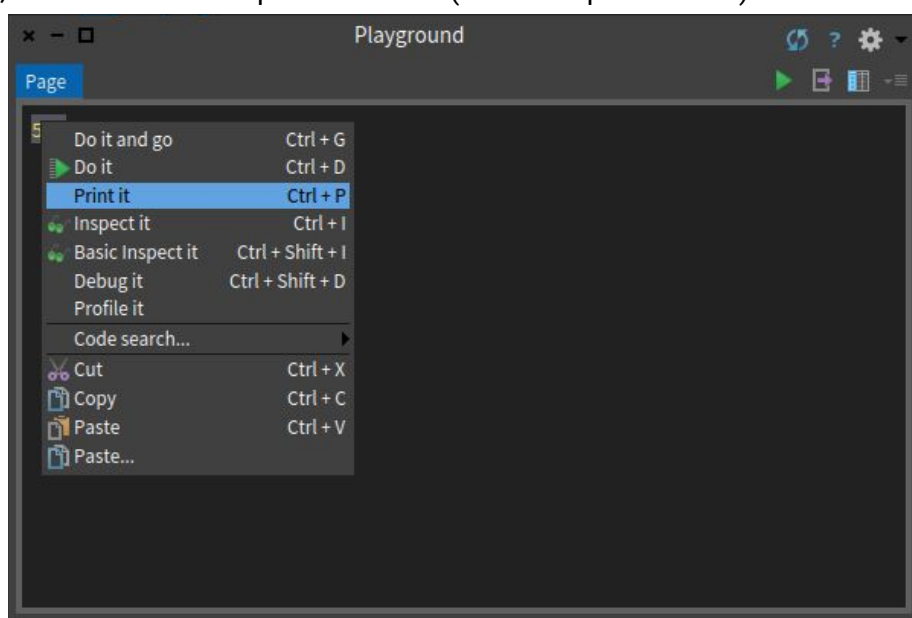 Playground
?
Page
5
Do it and go Ctrl + G
Do it Ctrl + D
Print it Ctrl + P
Inspect it Ctrl + I
Basic Inspect it Ctrl + Shift + I
Debug it Ctrl + Shift + D
Profile it
Code search...
Cut Ctrl + X
Copy Ctrl + C
Paste Ctrl + V
Paste...